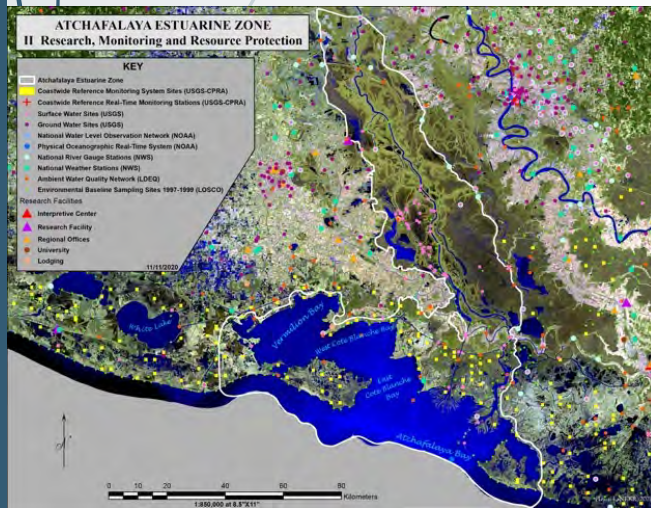 ATCHAFALAYA ESTUARINE ZONE
II Research, Monitoring and Resource Protection
KEY
Atchafalaya Estuarine Zone
Coastwide Reference Monitoring System Sites (USGS-CPRA)
Coastwide Reference Real-Time Monitoring Stations (USGS-CPRA)
Surface Water Sites (USGS)
Ground Water Sites (USGS)
National Water Level Observation Network (NOAA)
Physical Oceanographic Real-Time System (NOAA)
National River Gauge Stations (NWS)
National Weather Stations (NWS)
Ambient Water Quality Network (LDEQ)
Environmental Baseline Sampling Sites 1997-1999 (LOSCO)
Research Facilities
Interpretive Center
Research Facility
Regional Offices
University
Lodging
11/11/2020
White Lake
Vermilion Bay
West Cote Blanche Bay
East
Cote Blanche
Bay
Atchafalaya Bay
N
0 10 20 40 60 80
Kilometers
1:850,000 at 8.5"X11"